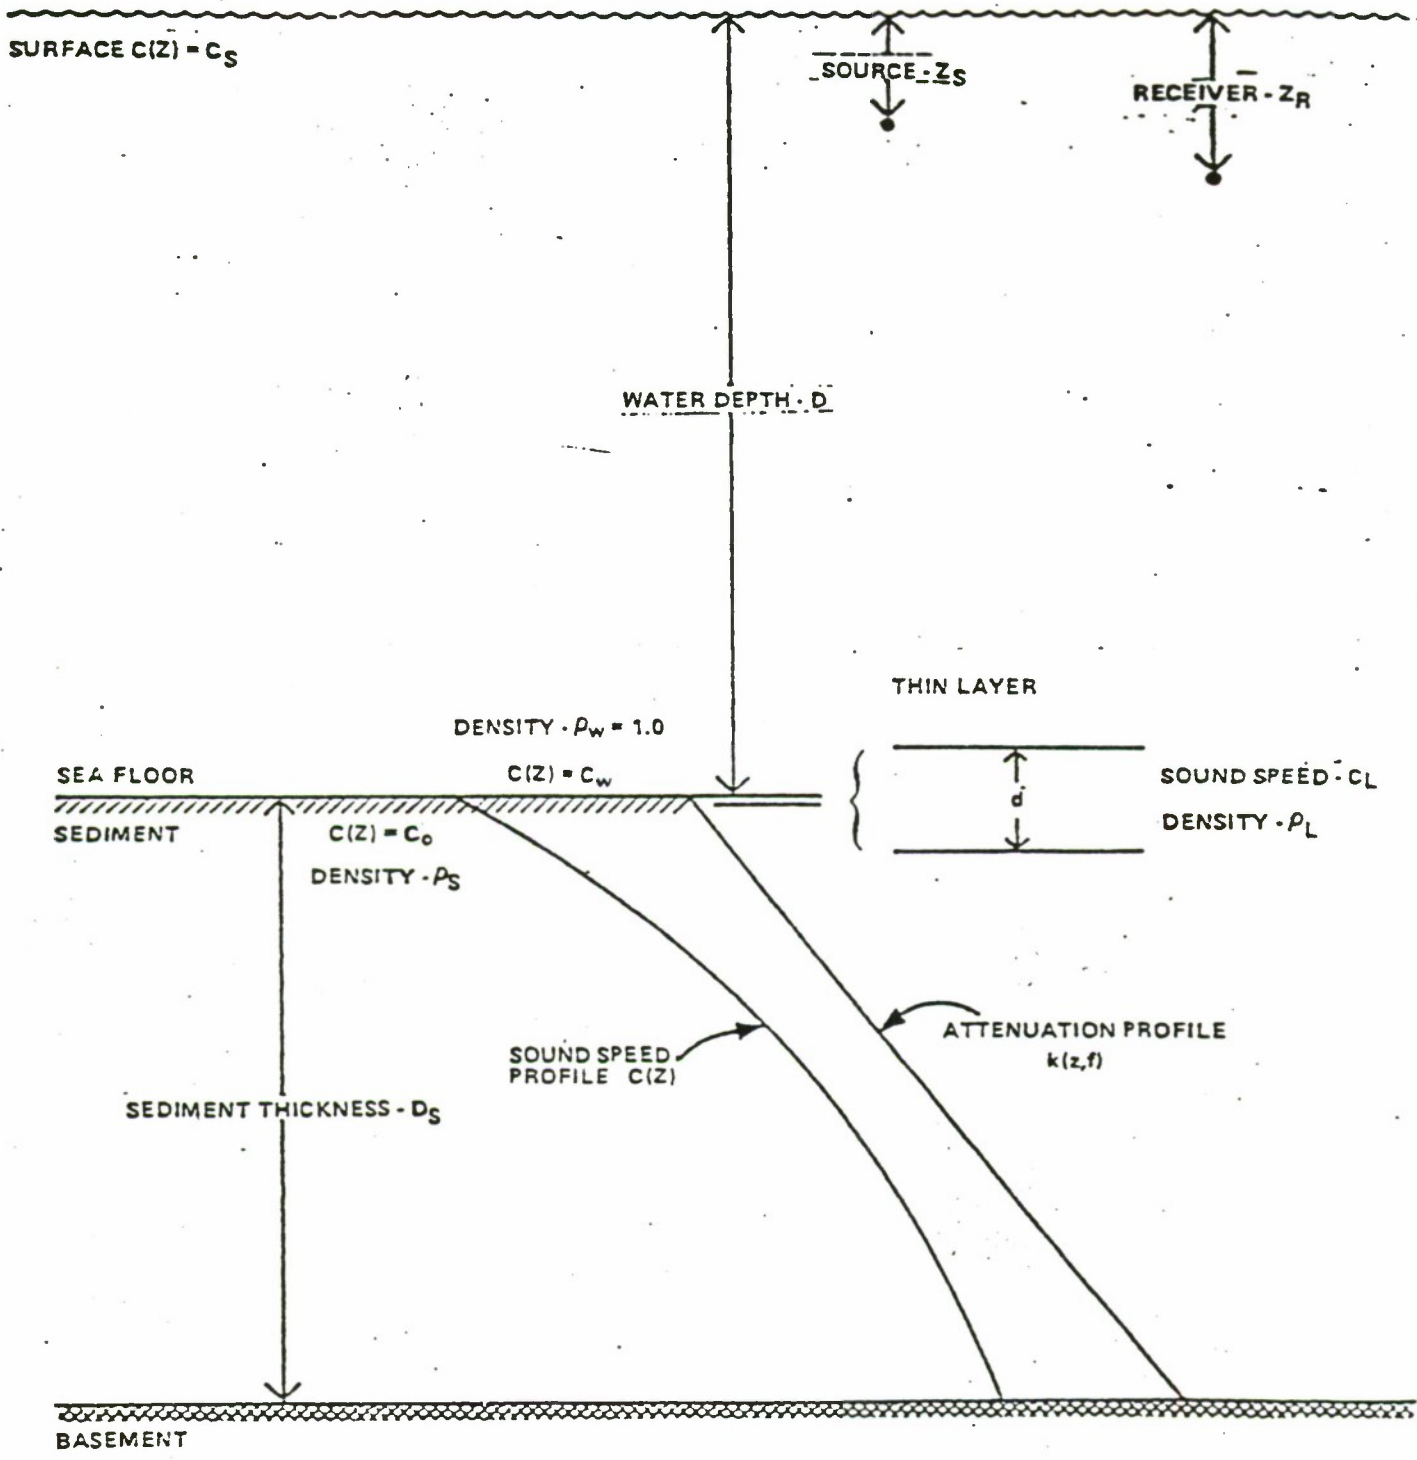 SURFACE C(Z) = CS
SOURCE - ZS
RECEIVER - ZR
WATER DEPTH - D
THIN LAYER
DENSITY - ρw = 1.0
SEA FLOOR
C(Z) = Cw
d
SOUND SPEED - CL
SEDIMENT
C(Z) = Co
DENSITY - ρL
DENSITY - ρS
ATTENUATION PROFILE
k(z,f)
SOUND SPEED
PROFILE C(Z)
SEDIMENT THICKNESS - DS
BASEMENT